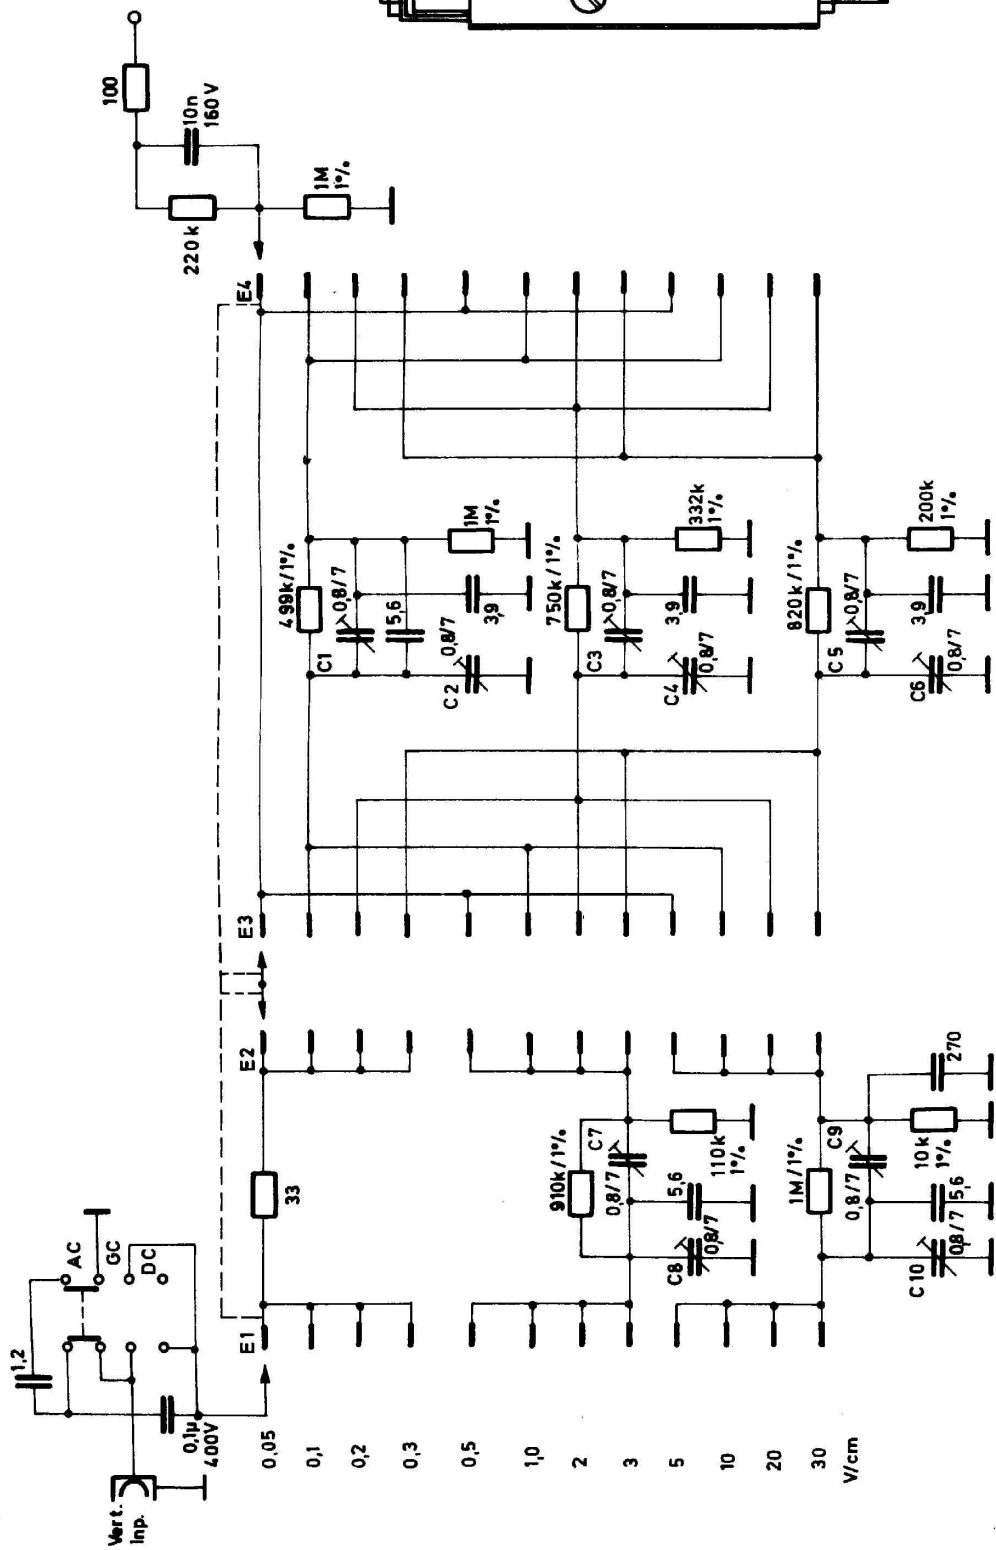 Vert.
Inp.
1,2
AC
GC
DC
0,1µ
400V
E1
33
E2
E3
E4
100
10n
160V
220k
1M
1%
499k/1%
C1
0,8/7
5,6
C2
0,8/7
3,9
1M
1%
750k/1%
C3
0,8/7
C4
0,8/7
3,9
332k
1%
820k/1%
C5
0,8/7
C6
0,8/7
3,9
200k
1%
910k/1%
C7
0,8/7
C8
0,8/7
5,6
110k
1%
1M/1%
C9
0,8/7
C10
0,8/7
5,6
10k
1%
270
0,05
0,1
0,2
0,3
0,5
1,0
2
3
5
10
20
30
V/cm